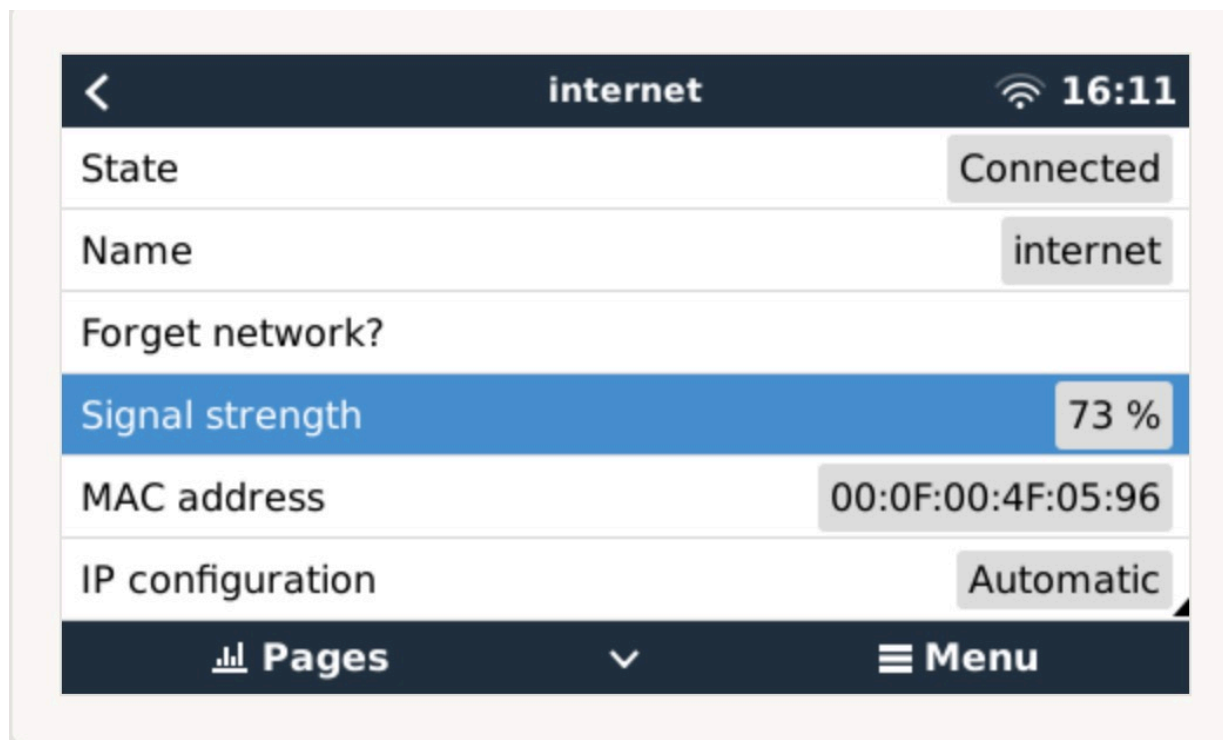 internet 16:11
State Connected
Name internet
Forget network?
Signal strength 73 %
MAC address 00:0F:00:4F:05:96
IP configuration Automatic
Pages Menu